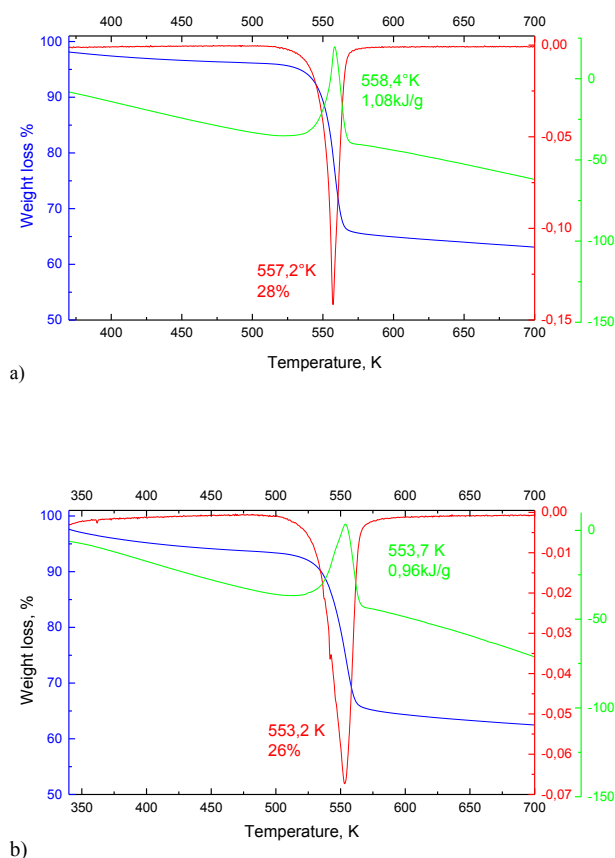 400 450 500 550 600 650 700
100
90
80
70
60
50
Weight loss %
0,00
-0,05
-0,10
-0,15
0
-50
-100
-150
558,4°K
1,08kJ/g
557,2°K
28%
400 450 500 550 600 650 700
Temperature, K
a)
350 400 450 500 550 600 650 700
100
90
80
70
60
50
Weight loss, %
0,00
-0,01
-0,02
-0,03
-0,04
-0,05
-0,06
-0,07
0
-50
-100
-150
553,7 K
0,96kJ/g
553,2 K
26%
350 400 450 500 550 600 650 700
Temperature, K
b)